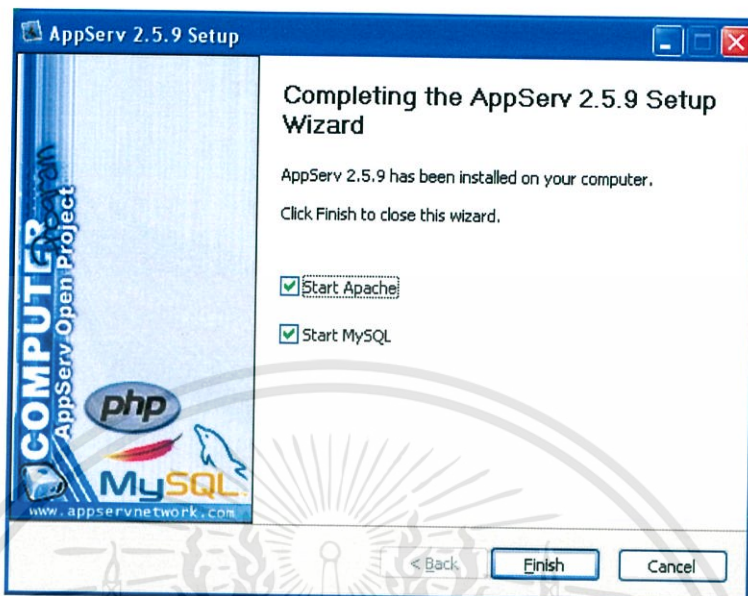 AppServ 2.5.9 Setup
Completing the AppServ 2.5.9 Setup
Wizard
AppServ 2.5.9 has been installed on your computer.
Click Finish to close this wizard.
Start Apache
Start MySQL
COMPUTER
Program
AppServ Open Project
php
MySQL
www.appservnetwork.com
< Back
Finish
Cancel